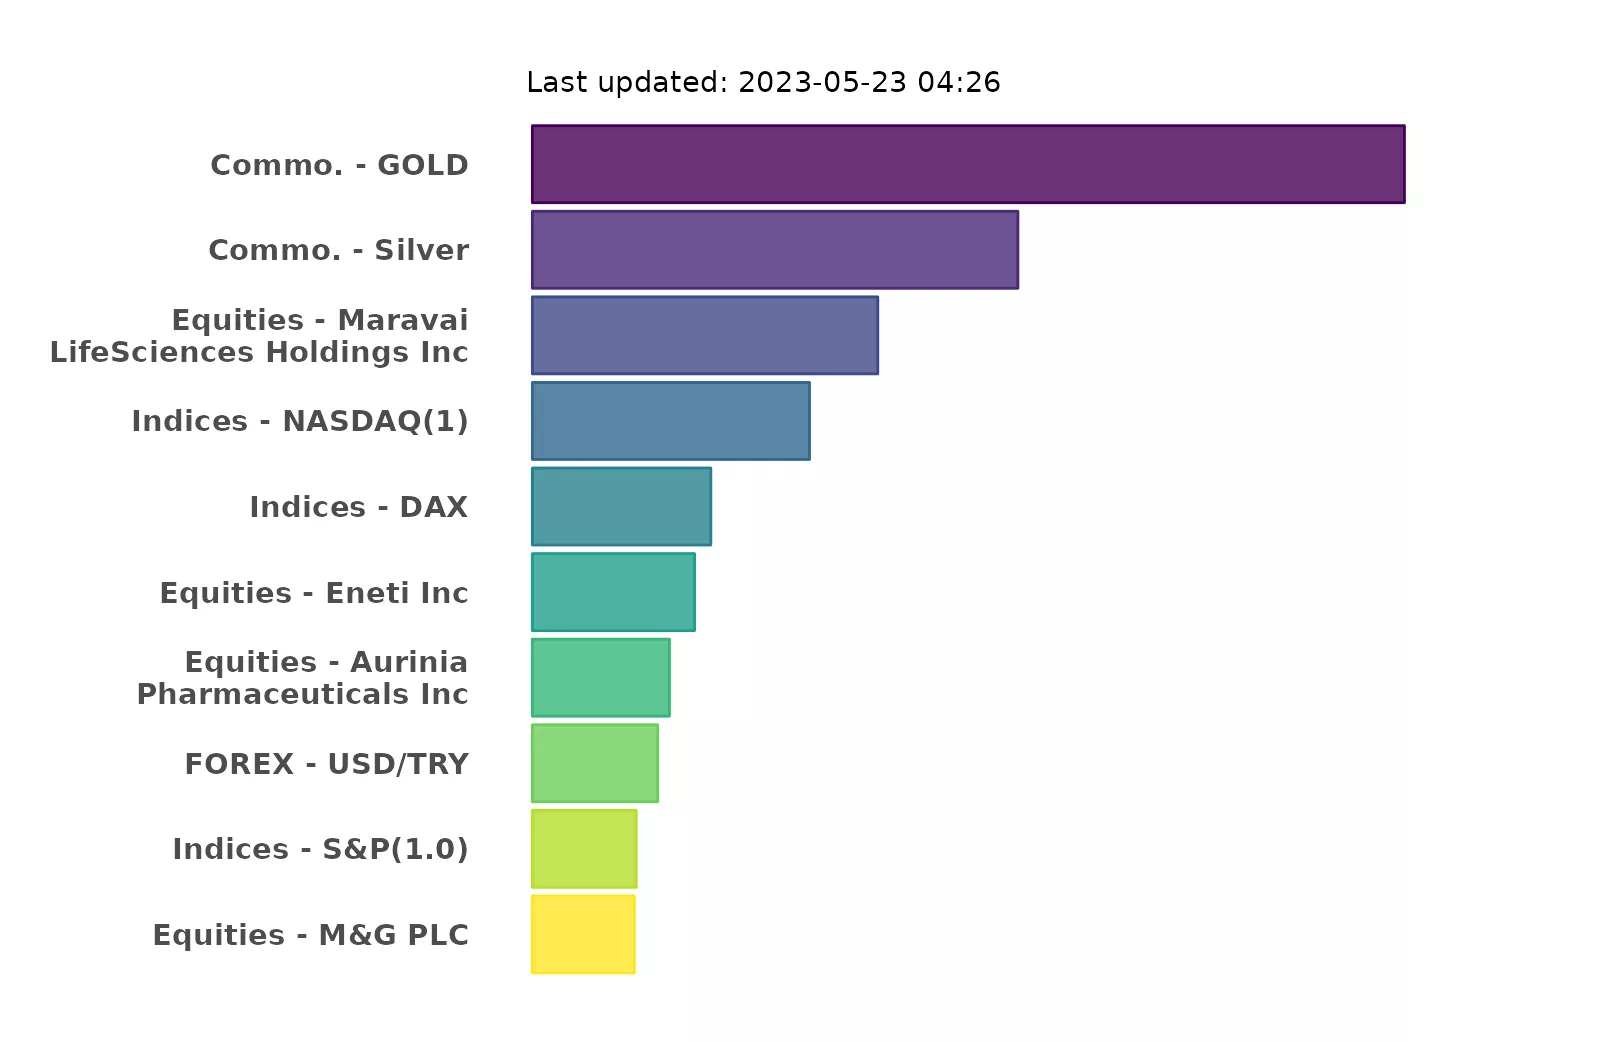 Last updated: 2023-05-23 04:26
Commo. - GOLD
Commo. - Silver
Equities - Maravai
LifeSciences Holdings Inc
Indices - NASDAQ(1)
Indices - DAX
Equities - Eneti Inc
Equities - Aurinia
Pharmaceuticals Inc
FOREX - USD/TRY
Indices - S&P(1.0)
Equities - M&G PLC